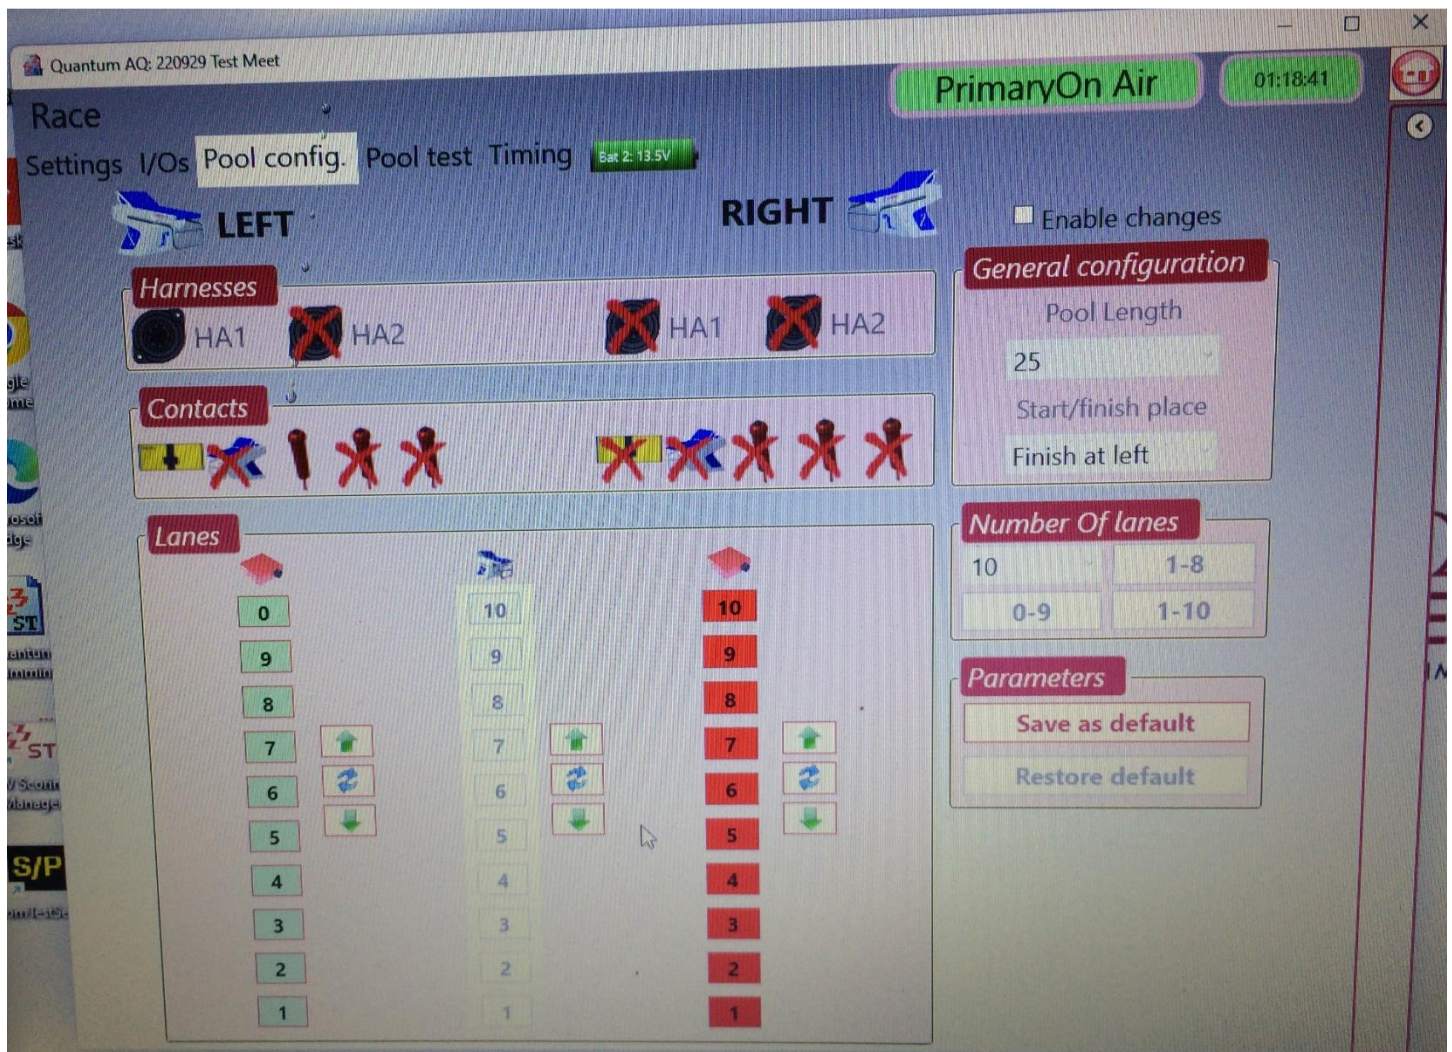 Quantum AQ: 220929 Test Meet
PrimaryOn Air
01:18:41
Race
Settings I/Os Pool config. Pool test Timing Bat 2: 13.5V
LEFT
RIGHT
Enable changes
Harnesses
HA1 HA2 HA1 HA2
General configuration
Pool Length
25
Start/finish place
Finish at left
Contacts
Lanes
0 10 10
9 9 9
8 8 8
7 7 7
6 6 6
5 5 5
4 4 4
3 3 3
2 2 2
1 1 1
Number Of lanes
10 1-8
0-9 1-10
Parameters
Save as default
Restore default
ST
ST
S/P